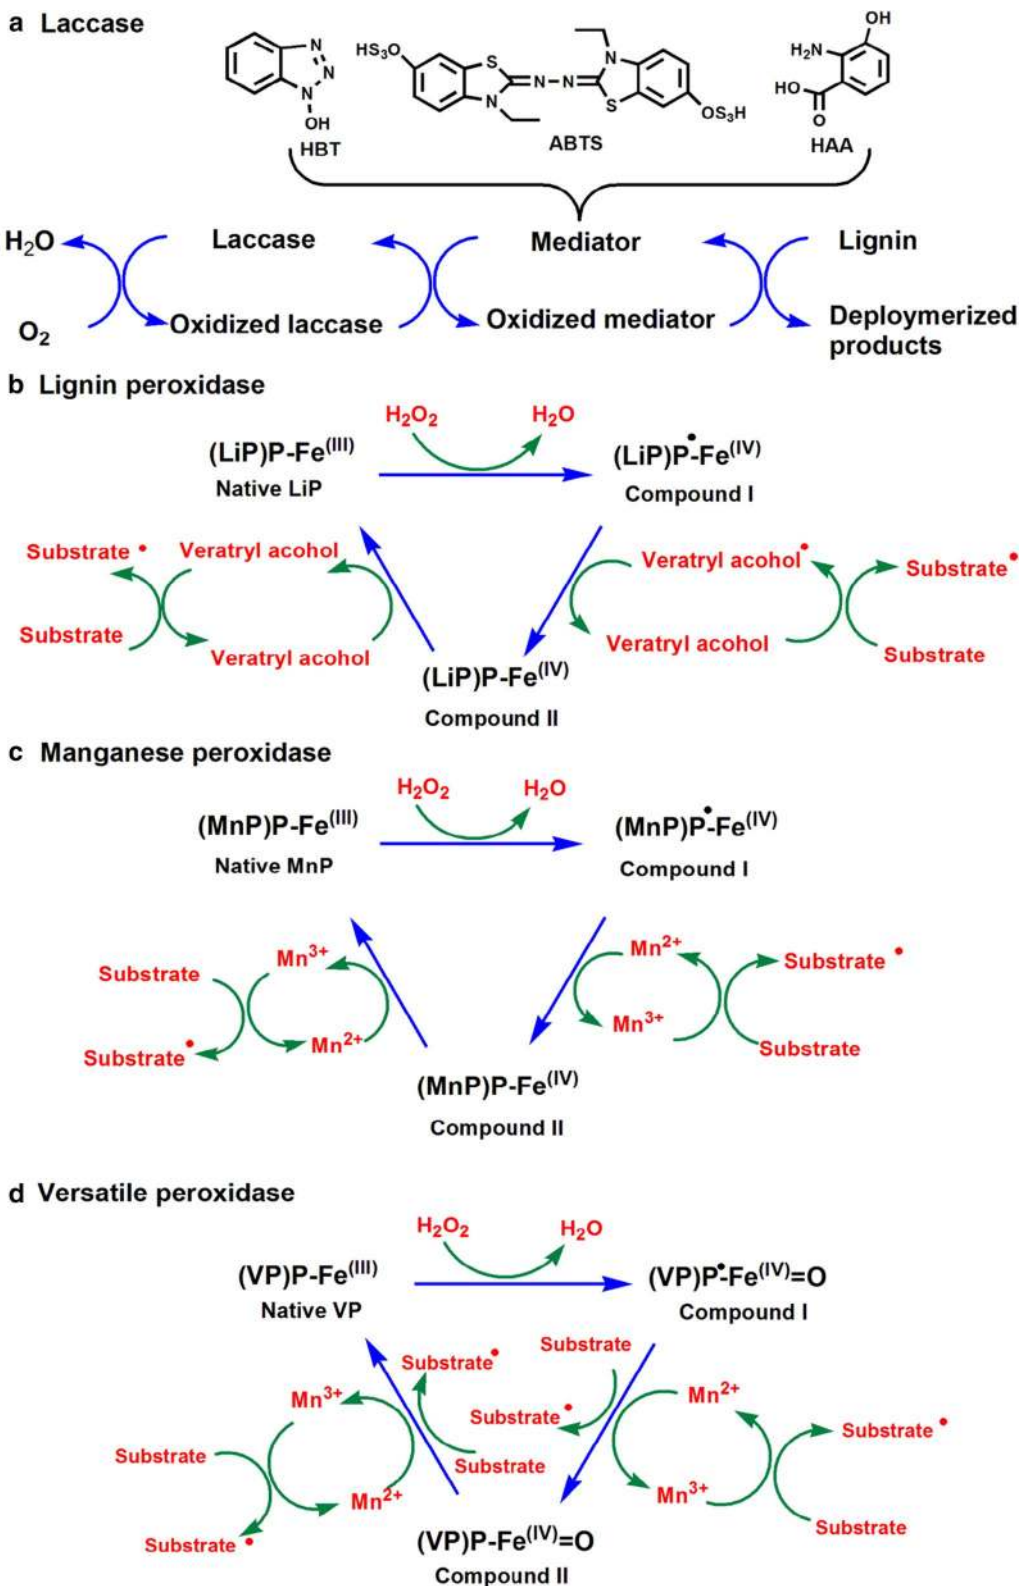 a Laccase
N
N
N
OH
HBT
HS₃O
S
N
N
N
N
S
OS₃H
ABTS
OH
H₂N
HO
O
HAA
H₂O
Laccase
Mediator
Lignin
O₂
Oxidized laccase
Oxidized mediator
Deploymerized
products
b Lignin peroxidase
H₂O₂
H₂O
(LiP)P-Fe(III)
Native LiP
(LiP)P•-Fe(IV)
Compound I
Substrate •
Veratryl acohol
Veratryl acohol•
Substrate•
Substrate
Veratryl acohol
Veratryl acohol
Substrate
(LiP)P-Fe(IV)
Compound II
c Manganese peroxidase
H₂O₂
H₂O
(MnP)P-Fe(III)
Native MnP
(MnP)P•-Fe(IV)
Compound I
Substrate
Mn3+
Mn2+
Substrate •
Substrate•
Mn2+
Mn3+
Substrate
(MnP)P-Fe(IV)
Compound II
d Versatile peroxidase
H₂O₂
H₂O
(VP)P-Fe(III)
Native VP
(VP)P•-Fe(IV)=O
Compound I
Substrate•
Substrate
Mn3+
Substrate•
Mn2+
Substrate •
Substrate
Substrate
Mn2+
Mn3+
Substrate
Substrate •
(VP)P-Fe(IV)=O
Compound II